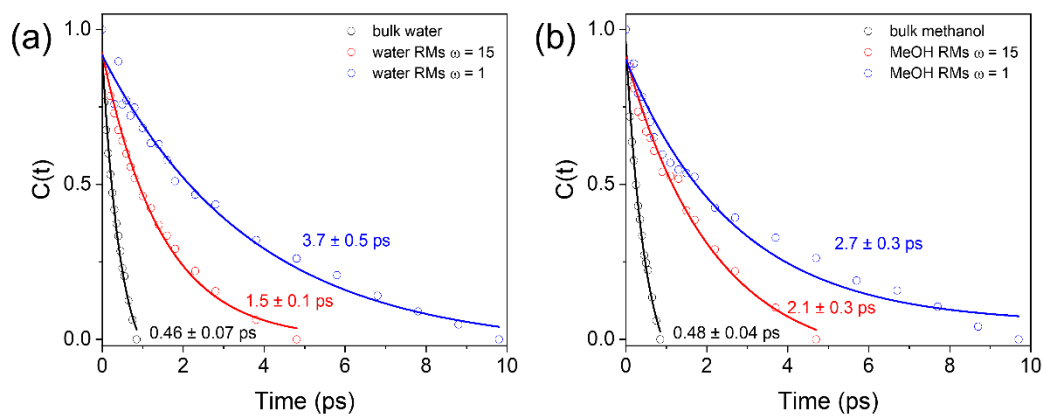 (a)
bulk water
water RMs ω = 15
water RMs ω = 1
C(t)
1.0
0.5
0.0
3.7 ± 0.5 ps
1.5 ± 0.1 ps
0.46 ± 0.07 ps
0 2 4 6 8 10
Time (ps)
(b)
bulk methanol
MeOH RMs ω = 15
MeOH RMs ω = 1
C(t)
1.0
0.5
0.0
2.7 ± 0.3 ps
2.1 ± 0.3 ps
0.48 ± 0.04 ps
0 2 4 6 8 10
Time (ps)